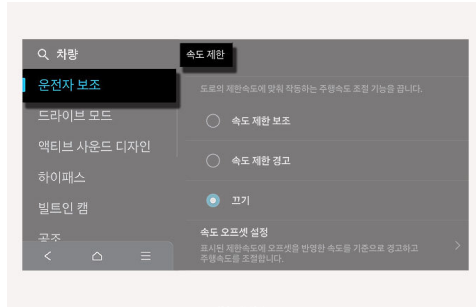 차량
운전자 보조
드라이브 모드
액티브 사운드 디자인
하이패스
빌트인 캠
공조
속도 제한
도로의 제한속도에 맞춰 작동하는 주행속도 조절 기능을 끕니다.
속도 제한 보조
속도 제한 경고
끄기
속도 오프셋 설정
표시된 제한속도에 오프셋을 반영한 속도를 기준으로 경고하고
주행속도를 조절합니다.